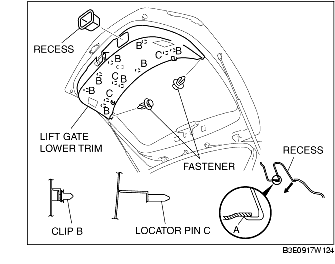 RECESS
B
B
C
B
B
C
B
B
C
B
C
B
B
LIFT GATE
LOWER TRIM
FASTENER
RECESS
CLIP B
LOCATOR PIN C
A
B3E0917W124